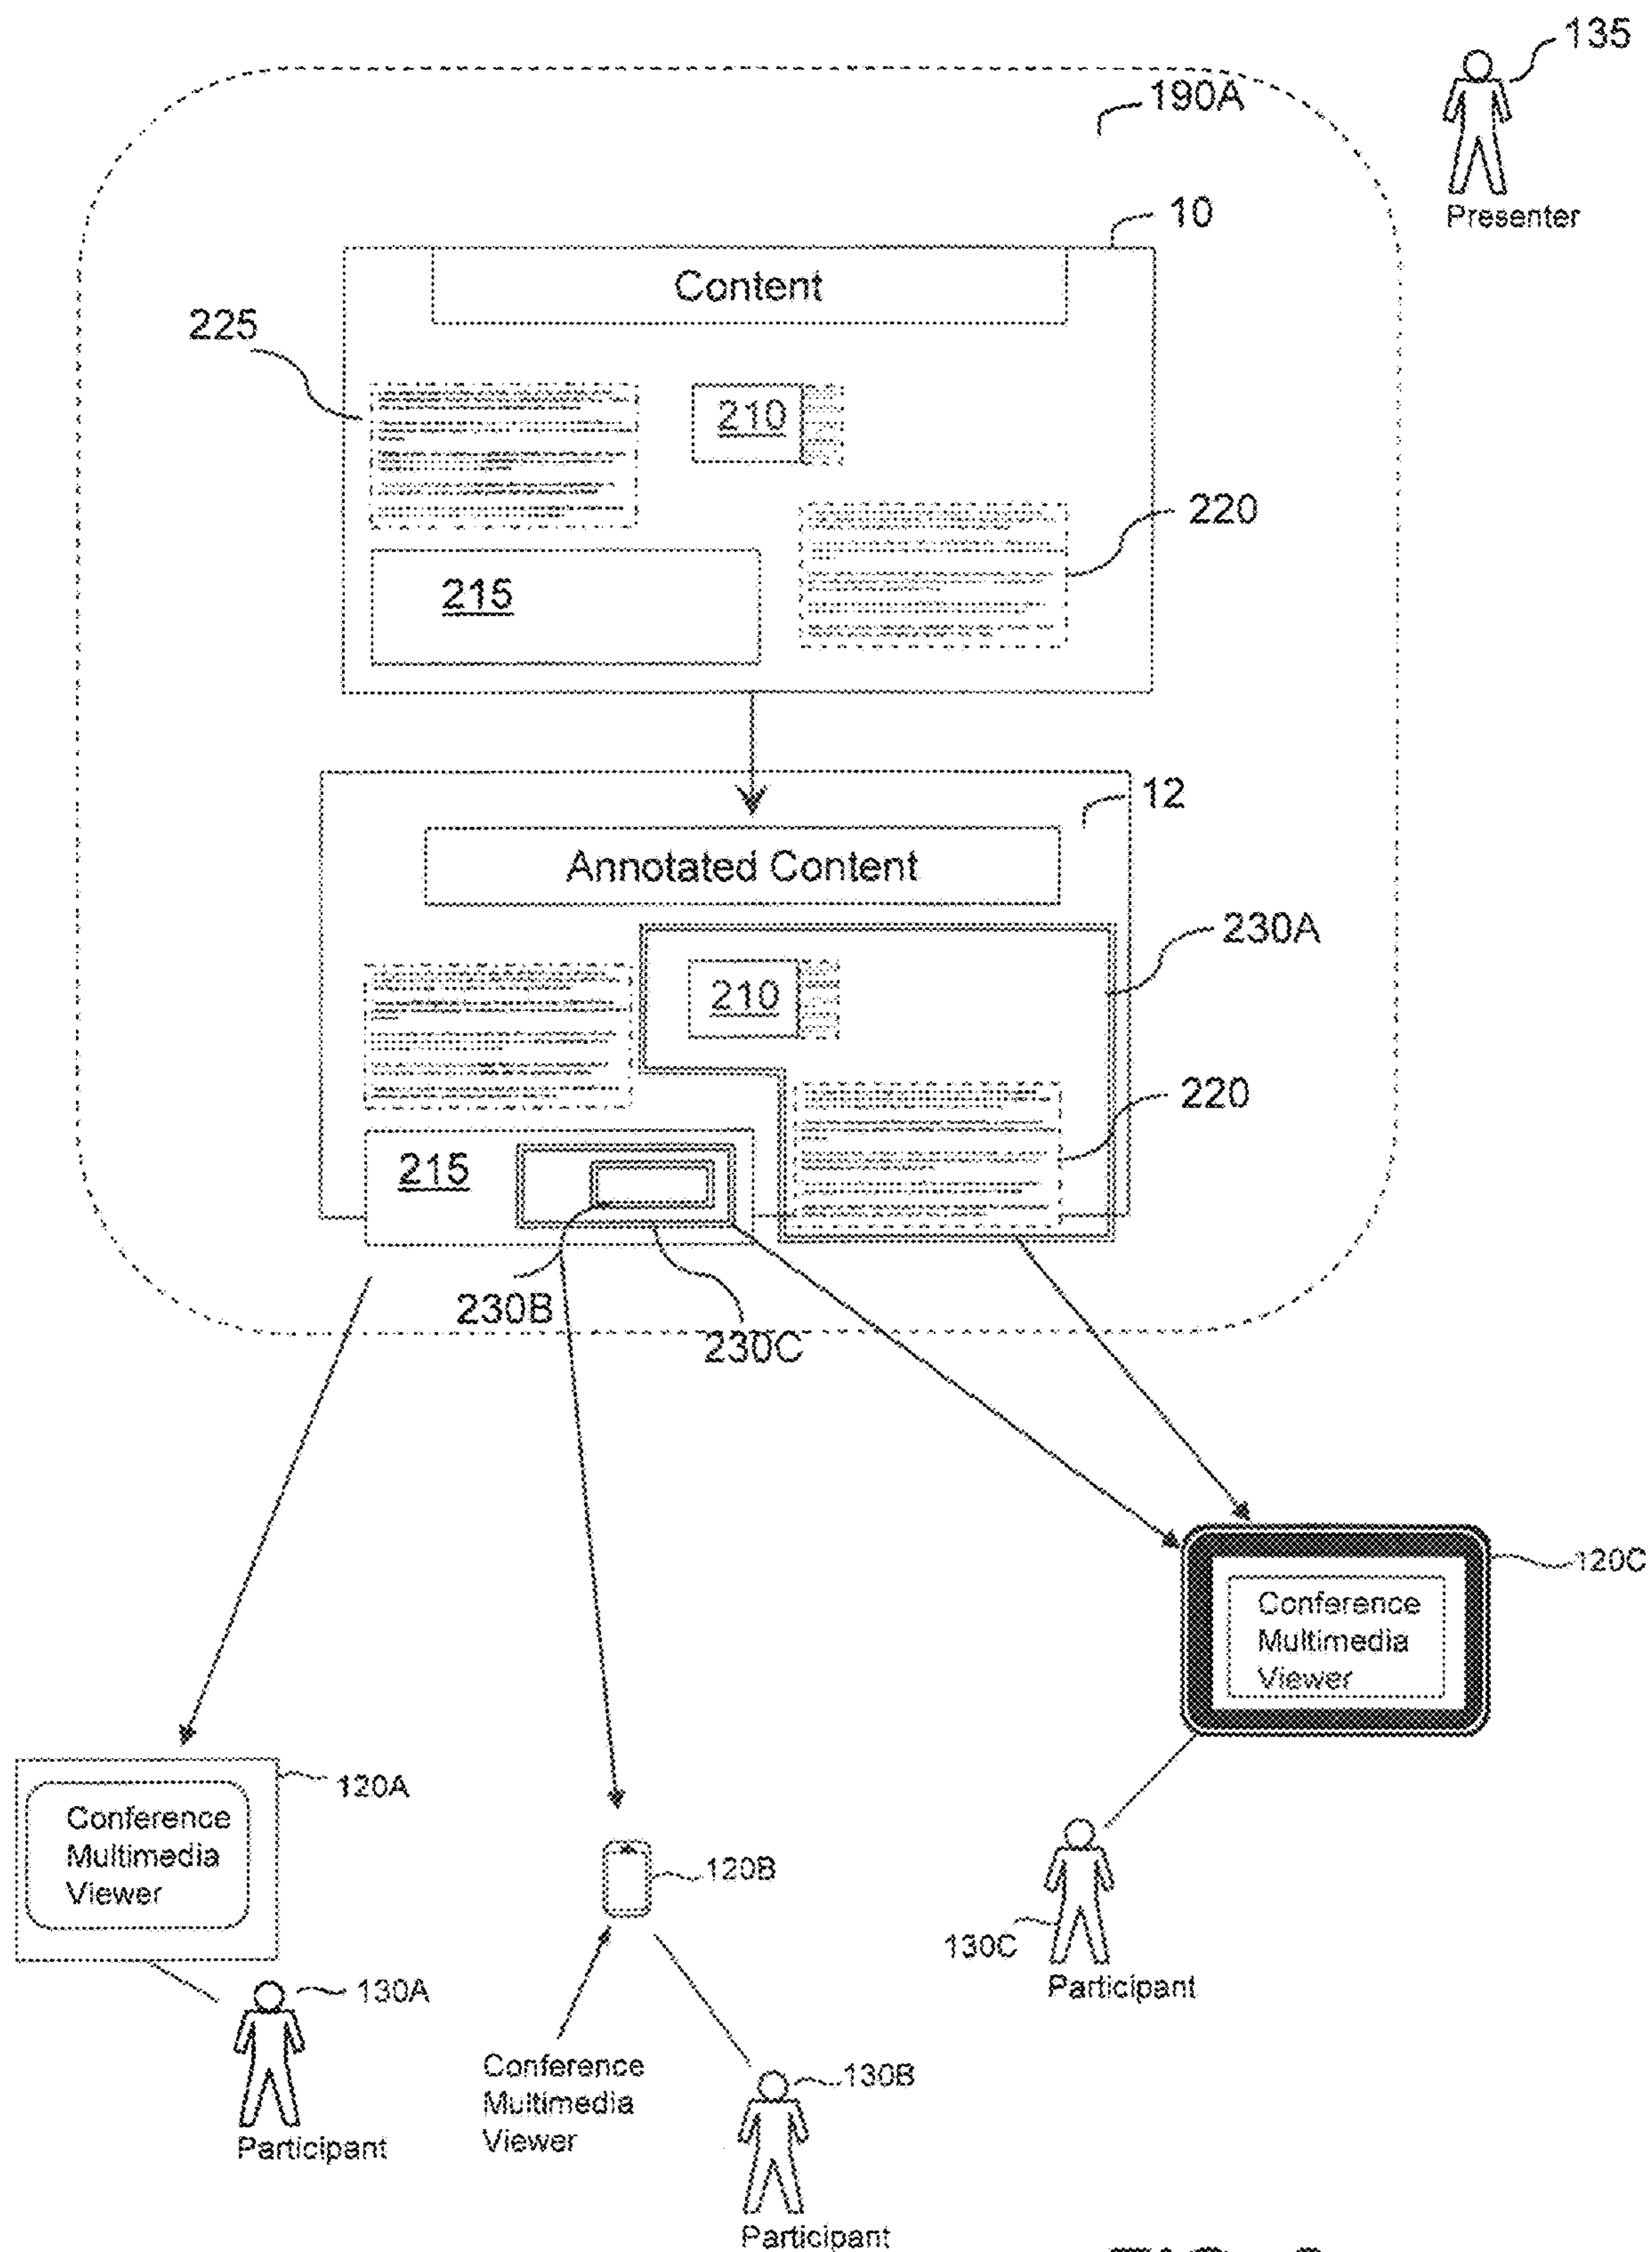 135
190A
Presenter
10
Content
225
210
220
215
12
Annotated Content
230A
210
220
215
230B
230C
120C
Conference
Multimedia
Viewer
120A
Conference
Multimedia
Viewer
120B
130C
Participant
130A
Conference
Multimedia
Viewer
130B
Participant
Participant